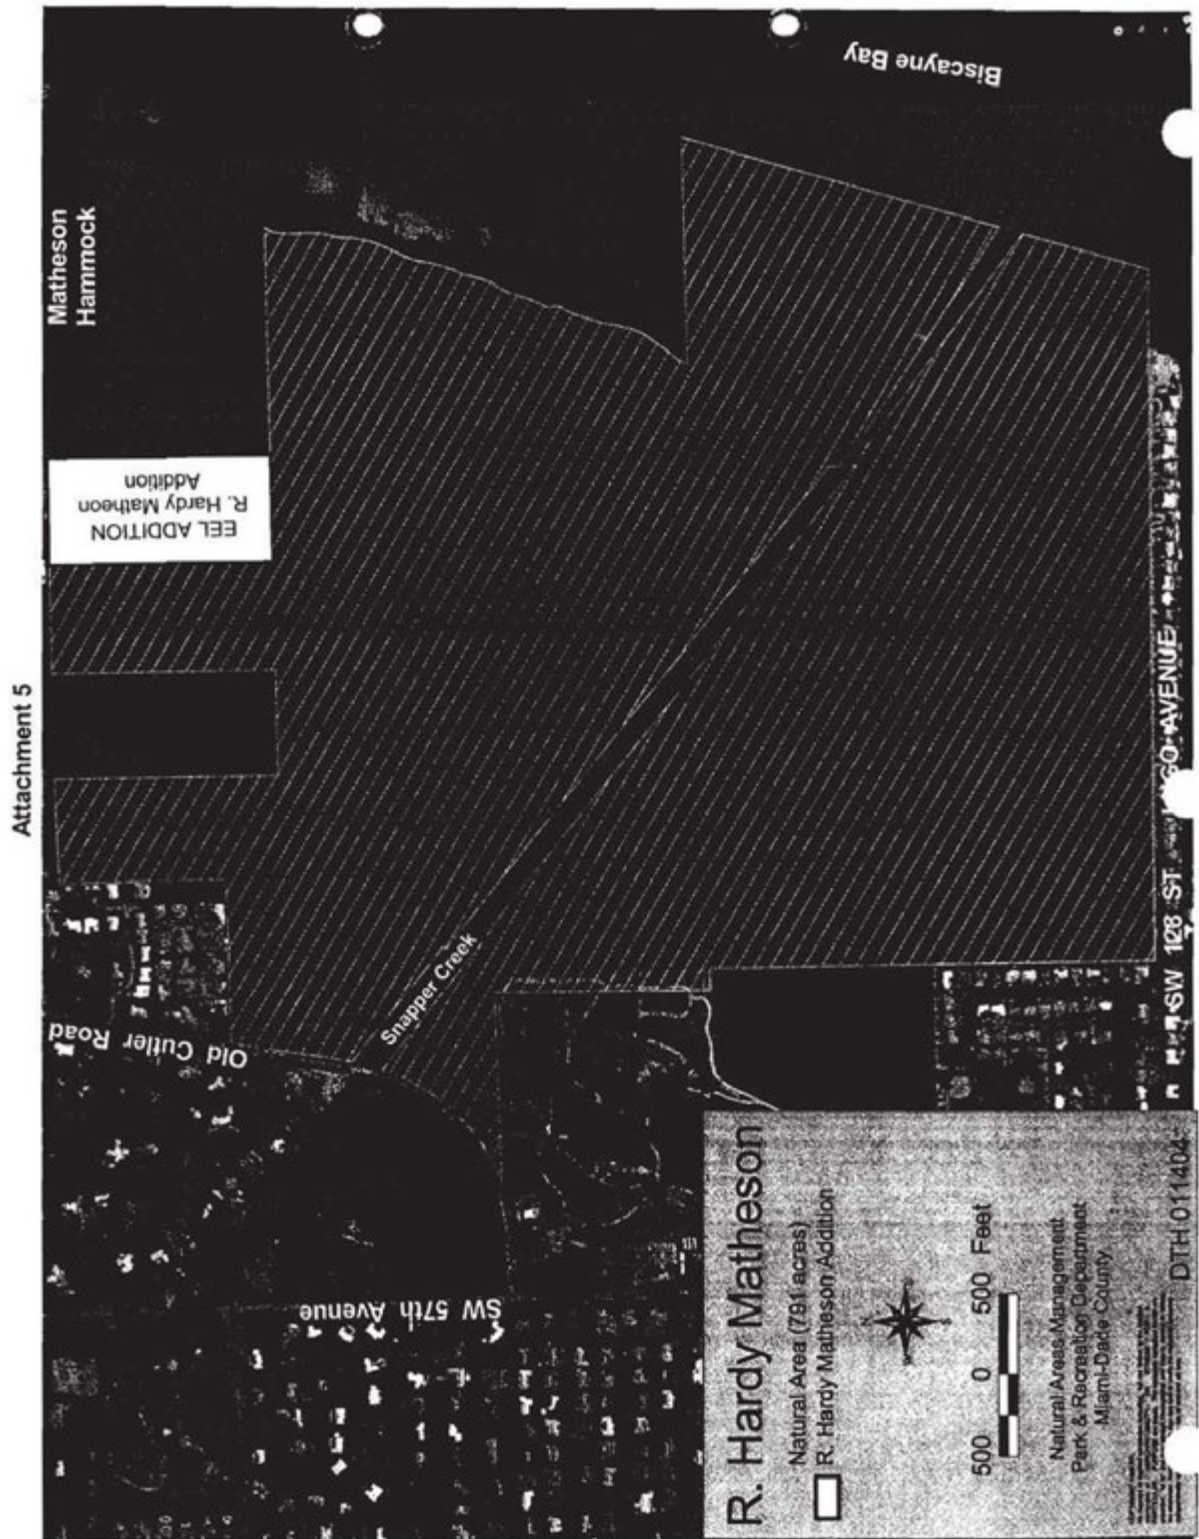 Attachment 5
Matheson
Hammock
Biscayne Bay
EEL ADDITION
R. Hardy Matheon
Addition
Old Cutler Road
Snapper Creek
SW 57th Avenue
SW 128 ST
AVENUE
R. Hardy Matheson
Natural Area (791 acres)
R. Hardy Matheson Addition
500 0 500 Feet
Natural Areas Management
Park & Recreation Department
Miami-Dade County
DTH 011404